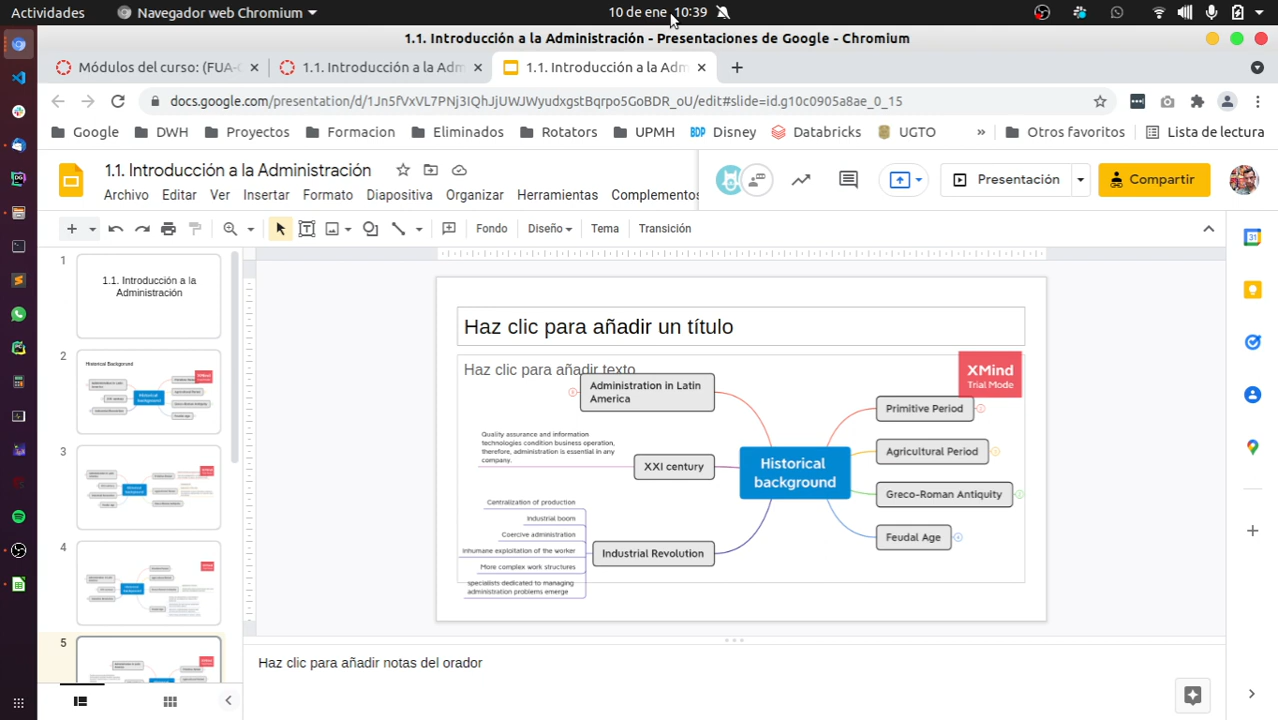 Actividades
Navegador web Chromium
10 de ene 10:39
1.1. Introducción a la Administración - Presentaciones de Google - Chromium
Módulos del curso: (FUA-
1.1. Introducción a la Adm
1.1. Introducción a la Adm
docs.google.com/presentation/d/1Jn5fVxVL7PNj3IQhJjUWJWyudxgstBqrpo5GoBDR_oU/edit#slide=id.g10c0905a8ae_0_15
Google
DWH
Proyectos
Formacion
Eliminados
Rotators
UPMH
BDP Disney
Databricks
UGTO
»
Otros favoritos
Lista de lectura
1.1. Introducción a la Administración
Archivo
Editar
Ver
Insertar
Formato
Diapositiva
Organizar
Herramientas
Complementos
Presentación
Compartir
Fondo
Diseño
Tema
Transición
1
1.1. Introducción a la
Administración
2
Historical Background
Historical
background
3
4
5
Haz clic para añadir un título
Haz clic para añadir texto
XMind
Trial Mode
Administration in Latin
America
Quality assurance and information
technologies condition business operation,
therefore, administration is essential in any
company.
XXI century
Centralization of production
Industrial boom
Coercive administration
inhumane exploitation of the worker
More complex work structures
specialists dedicated to managing
administration problems emerge
Industrial Revolution
Historical
background
Primitive Period
Agricultural Period
Greco-Roman Antiquity
Feudal Age
Haz clic para añadir notas del orador